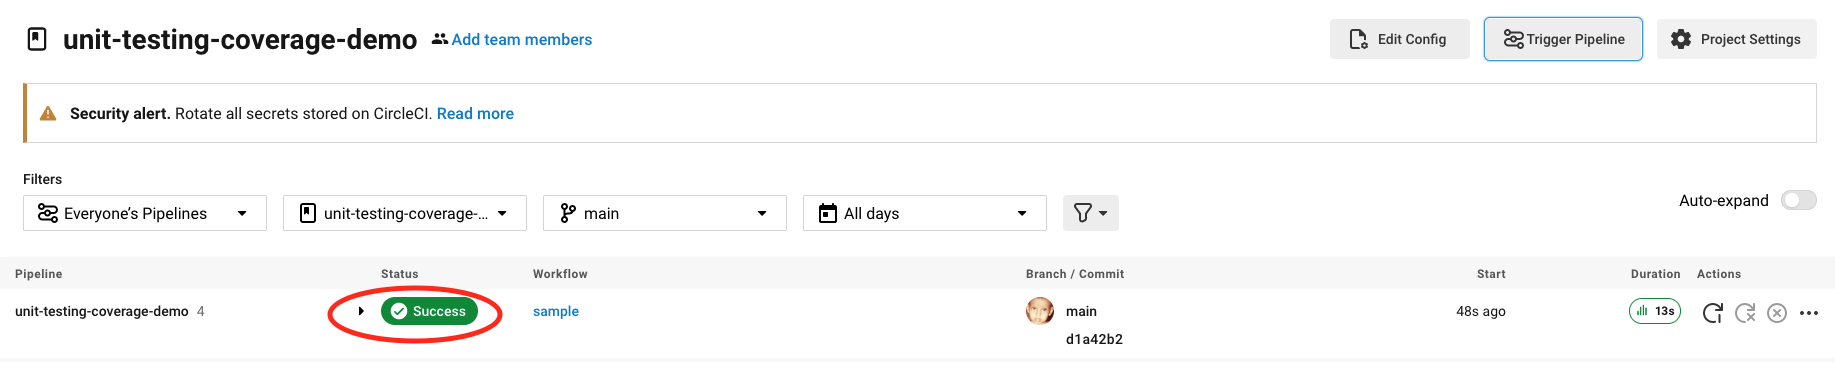 unit-testing-coverage-demo Add team members Edit Config Trigger Pipeline Project Settings
Security alert. Rotate all secrets stored on CircleCI. Read more
Filters
Everyone's Pipelines unit-testing-coverage-... main All days Auto-expand
Pipeline Status Workflow Branch / Commit Start Duration Actions
unit-testing-coverage-demo 4 Success sample main 48s ago 13s
d1a42b2